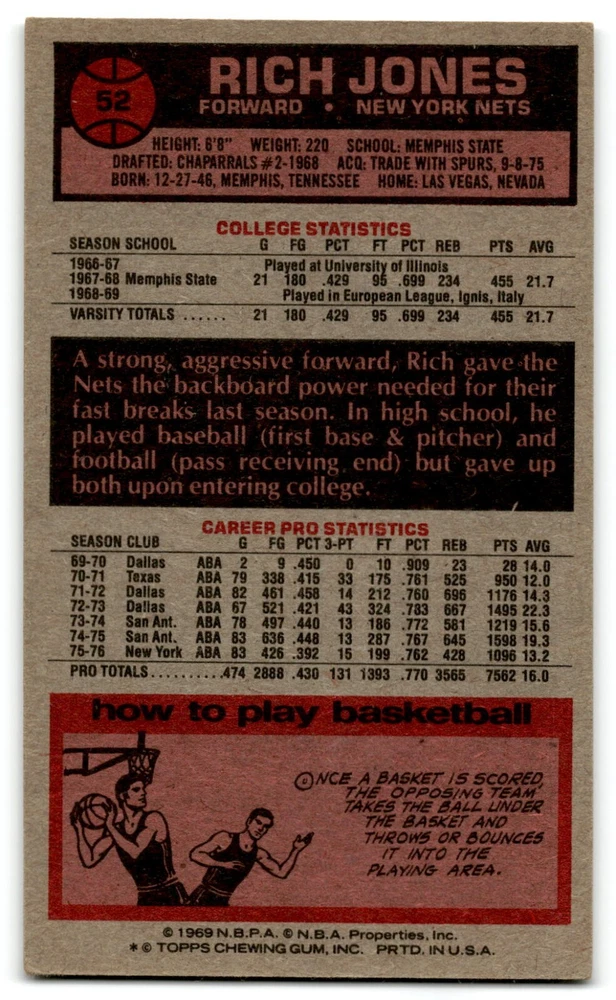 52
RICH JONES
FORWARD • NEW YORK NETS
HEIGHT: 6'8" WEIGHT: 220 SCHOOL: MEMPHIS STATE
DRAFTED: CHAPARRALS #2-1968 ACQ: TRADE WITH SPURS, 9-8-75
BORN: 12-27-46, MEMPHIS, TENNESSEE HOME: LAS VEGAS, NEVADA
COLLEGE STATISTICS
SEASON SCHOOL G FG PCT FT PCT REB PTS AVG
1966-67 Played at University of Illinois
1967-68 Memphis State 21 180 .429 95 .699 234 455 21.7
1968-69 Played in European League, Ignis, Italy
VARSITY TOTALS ...... 21 180 .429 95 .699 234 455 21.7
A strong, aggressive forward, Rich gave the
Nets the backboard power needed for their
fast breaks last season. In high school, he
played baseball (first base & pitcher) and
football (pass receiving end) but gave up
both upon entering college.
CAREER PRO STATISTICS
SEASON CLUB G FG PCT 3-PT FT PCT REB PTS AVG
69-70 Dallas ABA 2 9 .450 0 10 .909 23 28 14.0
70-71 Texas ABA 79 338 .415 33 175 .761 525 950 12.0
71-72 Dallas ABA 82 461 .458 14 212 .760 696 1176 14.3
72-73 Dallas ABA 67 521 .421 43 324 .783 667 1495 22.3
73-74 San Ant. ABA 78 497 .440 13 186 .772 581 1219 15.6
74-75 San Ant. ABA 83 636 .448 13 287 .767 645 1598 19.3
75-76 New York ABA 83 426 .392 15 199 .762 428 1096 13.2
PRO TOTALS..........474 2888 .430 131 1393 .770 3565 7562 16.0
how to play basketball
ONCE A BASKET IS SCORED,
THE OPPOSING TEAM
TAKES THE BALL UNDER
THE BASKET AND
THROWS OR BOUNCES
IT INTO THE
PLAYING AREA.
© 1969 N.B.P.A. © N.B.A. Properties, Inc.
* © TOPPS CHEWING GUM, INC. PRTD. IN U.S.A.